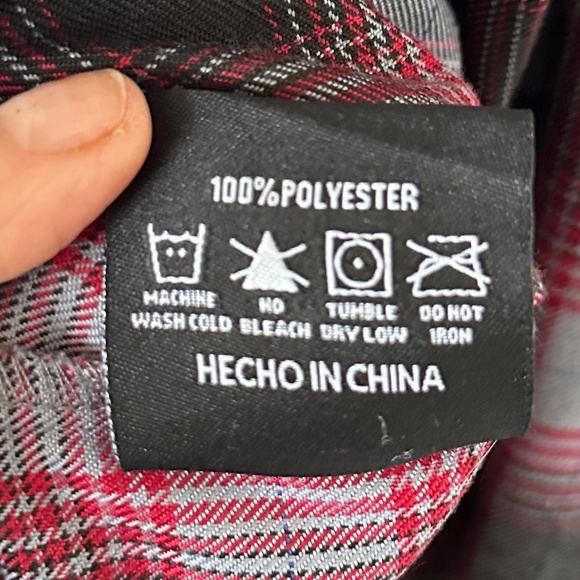 100%POLYESTER
MACHINE WASH COLD
NO BLEACH
TUMBLE DRY LOW
DO NOT IRON
HECHO IN CHINA